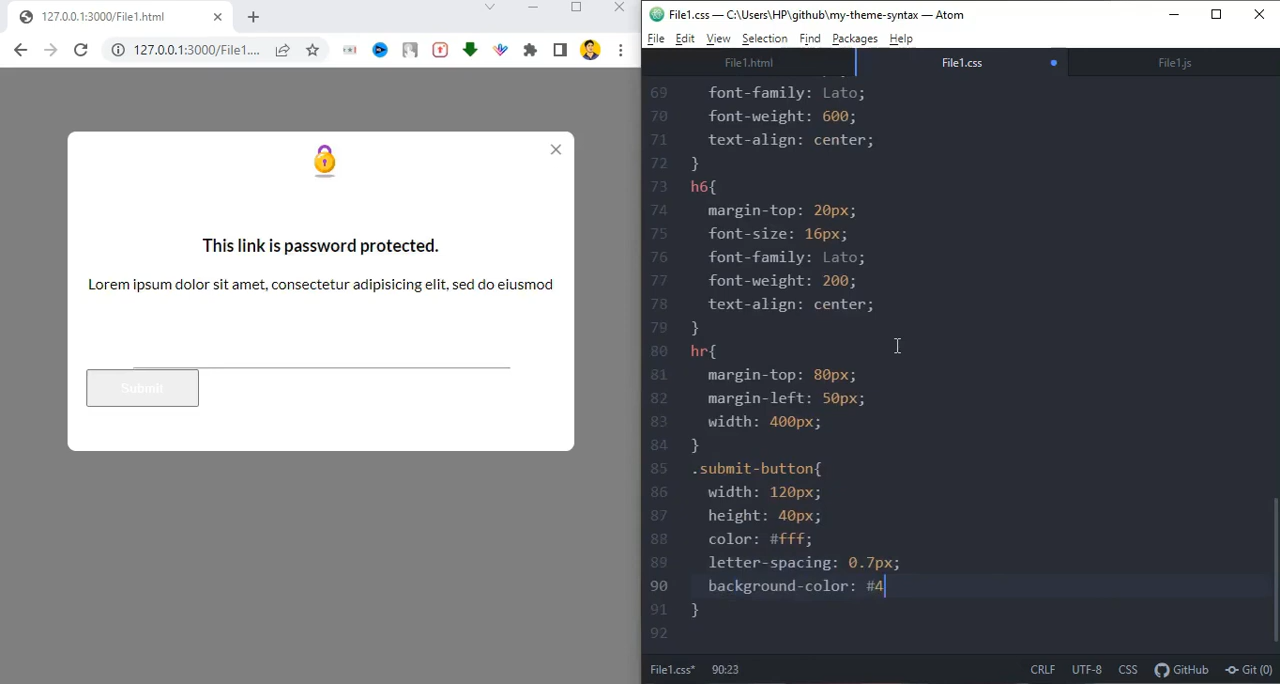 127.0.0.1:3000/File1.html
127.0.0.1:3000/File1....
This link is password protected.
Lorem ipsum dolor sit amet, consectetur adipisicing elit, sed do eiusmod
Submit
File1.css — C:\Users\HP\github\my-theme-syntax — Atom
File Edit View Selection Find Packages Help
File1.html File1.css File1.js
69 font-family: Lato;
70 font-weight: 600;
71 text-align: center;
72 }
73 h6{
74 margin-top: 20px;
75 font-size: 16px;
76 font-family: Lato;
77 font-weight: 200;
78 text-align: center;
79 }
80 hr{
81 margin-top: 80px;
82 margin-left: 50px;
83 width: 400px;
84 }
85 .submit-button{
86 width: 120px;
87 height: 40px;
88 color: #fff;
89 letter-spacing: 0.7px;
90 background-color: #4
91 }
92
File1.css* 90:23 CRLF UTF-8 CSS GitHub Git (0)